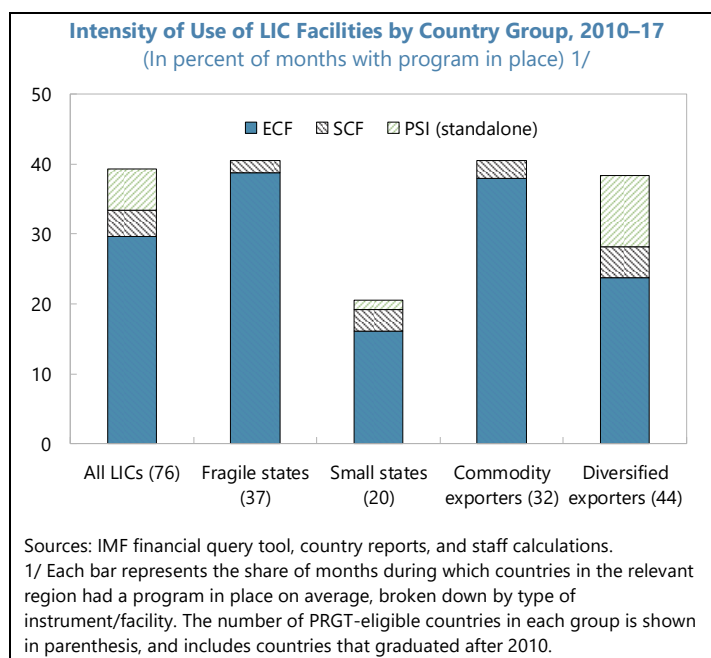 Intensity of Use of LIC Facilities by Country Group, 2010–17
(In percent of months with program in place) 1/
50
ECF SCF PSI (standalone)
40
30
20
10
0
All LICs (76) Fragile states Small states Commodity Diversified
(37) (20) exporters (32) exporters (44)
Sources: IMF financial query tool, country reports, and staff calculations.
1/ Each bar represents the share of months during which countries in the relevant
region had a program in place on average, broken down by type of
instrument/facility. The number of PRGT-eligible countries in each group is shown
in parenthesis, and includes countries that graduated after 2010.